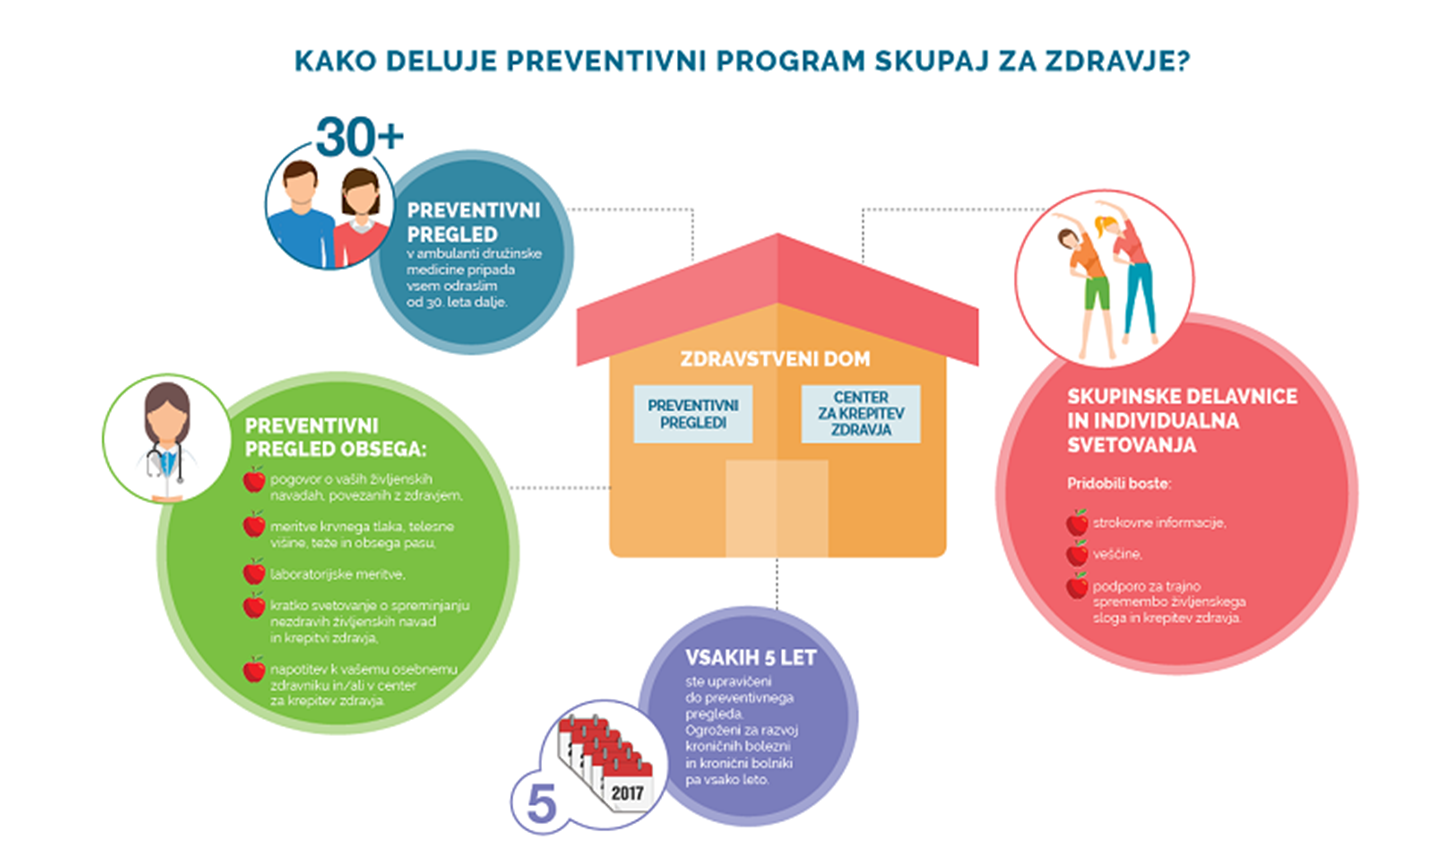 KAKO DELUJE PREVENTIVNI PROGRAM SKUPAJ ZA ZDRAVJE?
30+
PREVENTIVNI
PREGLED
v ambulanti družinske
medicine pripada
vsem odraslim
od 30. leta dalje.
ZDRAVSTVENI DOM
PREVENTIVNI
PREGLEDI
CENTER
ZA KREPITEV
ZDRAVJA
SKUPINSKE DELAVNICE
IN INDIVIDUALNA
SVETOVANJA
Pridobili boste:
strokovne informacije,
veščine,
podporo za trajno
spremembo življenskega
sloga in krepitev zdravja.
PREVENTIVNI
PREGLED OBSEGA:
pogovor o vaših življenskih
navadah, povezanih z zdravjem,
meritve krvnega tlaka, telesne
višine, teže in obsega pasu,
laboratorijske meritve,
kratko svetovanje o spreminjanju
nezdravih življenskih navad
in krepitvi zdravja,
napotitev k vašemu osebnemu
zdravniku in/ali v center
za krepitev zdravja.
VSAKIH 5 LET
ste upravičeni
do preventivnega
pregleda.
Ogroženi za razvoj
kroničnih bolezni
in kronični bolniki
pa vsako leto.
2017
5